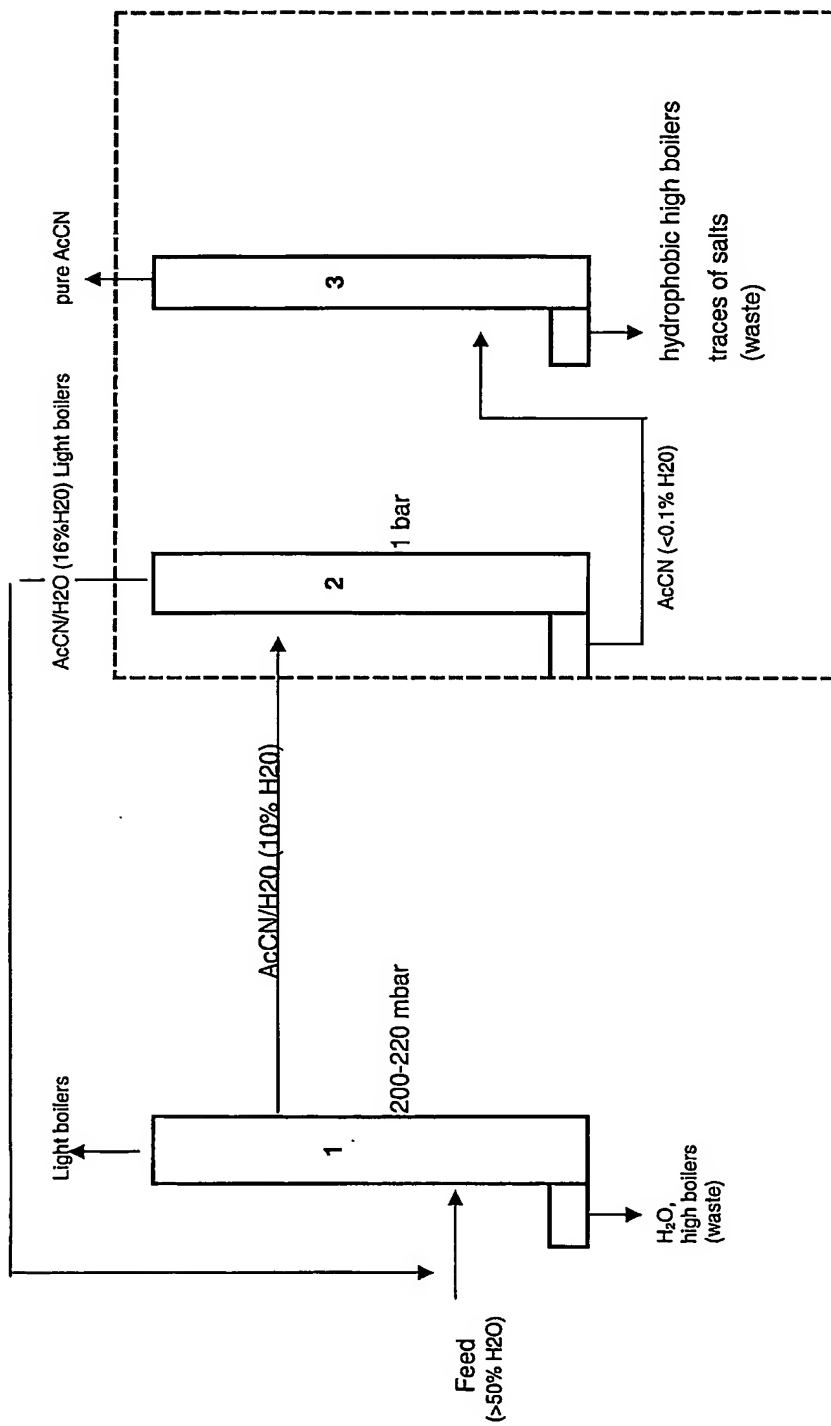 Light boilers
1
200-220 mbar
Feed
(>50% H2O)
H₂O,
high boilers
(waste)
AcCN/H20 (10% H20)
AcCN/H2O (16%H20) Light boilers
2
1 bar
AcCN (<0.1% H20)
pure AcCN
3
hydrophobic high boilers
traces of salts
(waste)